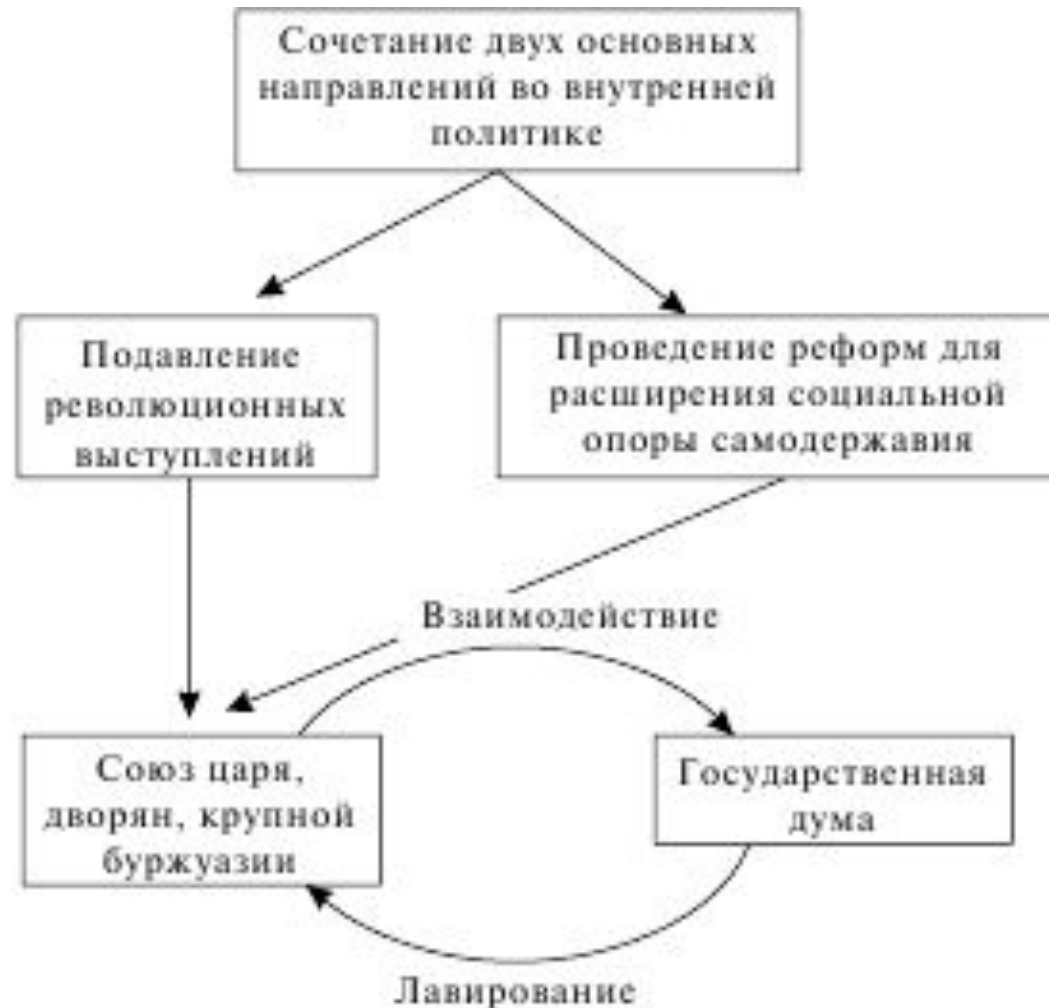 Сочетание двух основных
направлений во внутренней
политике
Подавление
революционных
выступлений
Проведение реформ для
расширения социальной
опоры самодержавия
Взаимодействие
Союз царя,
дворян, крупной
буржуазии
Государственная
дума
Лавирование